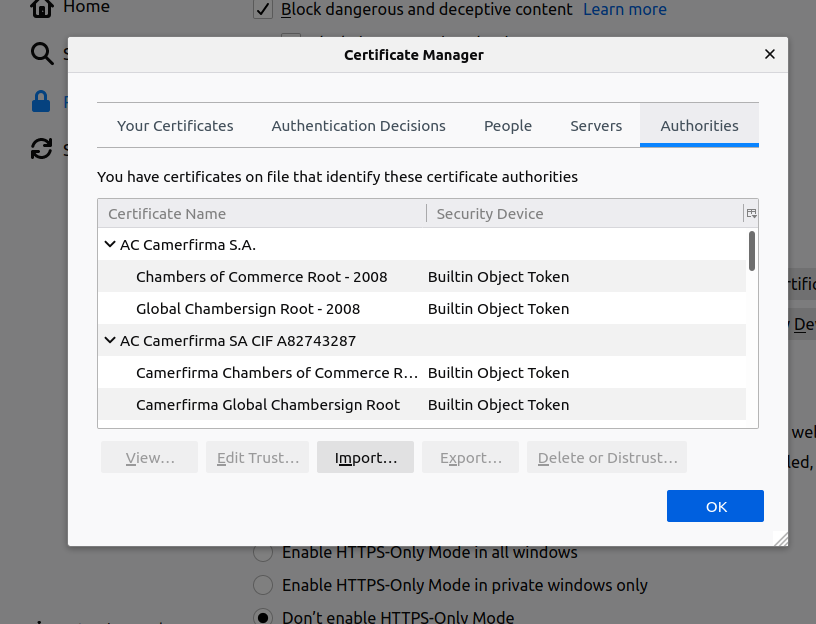 Home
Block dangerous and deceptive content Learn more
Certificate Manager
Your Certificates Authentication Decisions People Servers Authorities
You have certificates on file that identify these certificate authorities
Certificate Name Security Device
AC Camerfirma S.A.
Chambers of Commerce Root - 2008 Builtin Object Token
Global Chambersign Root - 2008 Builtin Object Token
AC Camerfirma SA CIF A82743287
Camerfirma Chambers of Commerce R… Builtin Object Token
Camerfirma Global Chambersign Root Builtin Object Token
View… Edit Trust… Import… Export… Delete or Distrust…
OK
Enable HTTPS-Only Mode in all windows
Enable HTTPS-Only Mode in private windows only
Don’t enable HTTPS-Only Mode